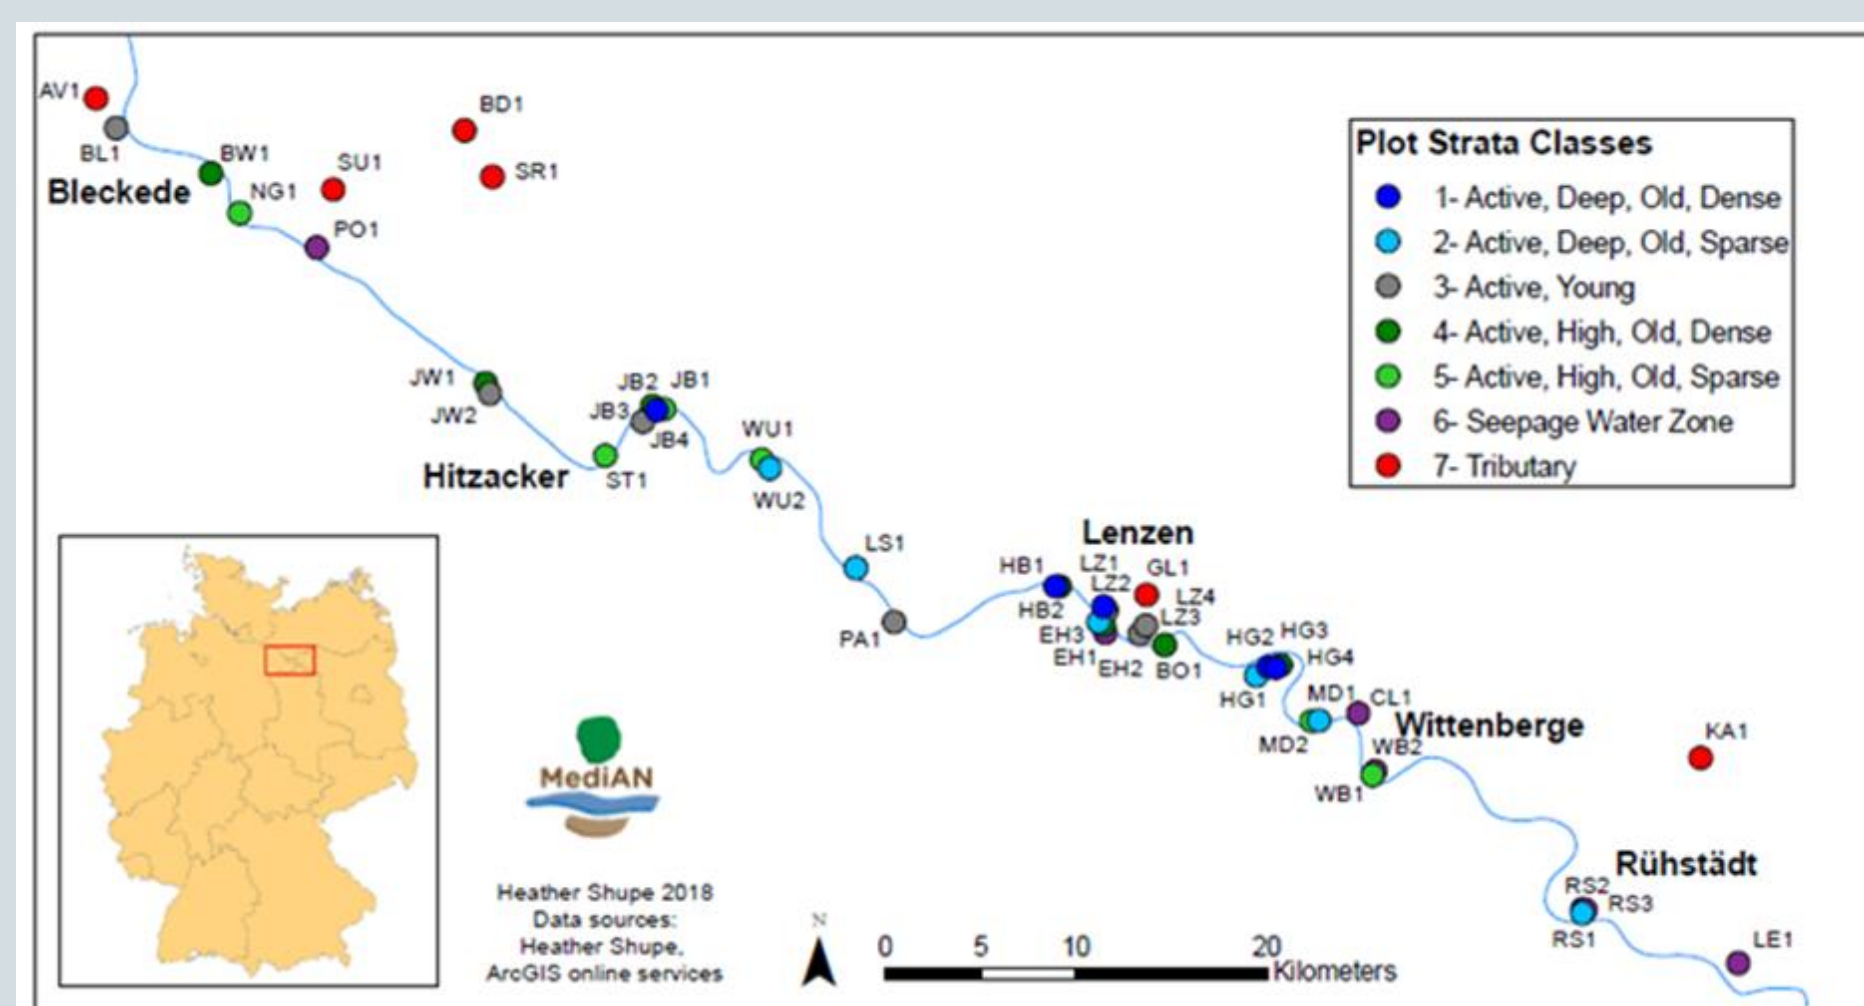 AV1
BL1
Bleckede
BW1
NG1
SU1
PO1
BD1
SR1
JW1
JW2
Hitzacker
ST1
JB2
JB1
JB3
JB4
WU1
WU2
LS1
PA1
Lenzen
HB1
HB2
LZ1
LZ2
GL1
LZ4
LZ3
EH3
EH1
EH2
BO1
HG2
HG3
HG4
HG1
MD1
CL1
MD2
Wittenberge
WB2
WB1
KA1
Rühstädt
RS2
RS3
RS1
LE1
Plot Strata Classes
1- Active, Deep, Old, Dense
2- Active, Deep, Old, Sparse
3- Active, Young
4- Active, High, Old, Dense
5- Active, High, Old, Sparse
6- Seepage Water Zone
7- Tributary
MediAN
Heather Shupe 2018
Data sources:
Heather Shupe,
ArcGIS online services
N
0 5 10 20
Kilometers